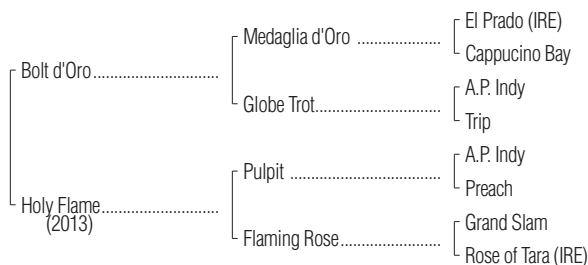 El Prado (IRE)
Medaglia d'Oro
Cappucino Bay
Bolt d'Oro
A.P. Indy
Globe Trot
Trip
A.P. Indy
Pulpit
Preach
Holy Flame
(2013)
Grand Slam
Flaming Rose
Rose of Tara (IRE)